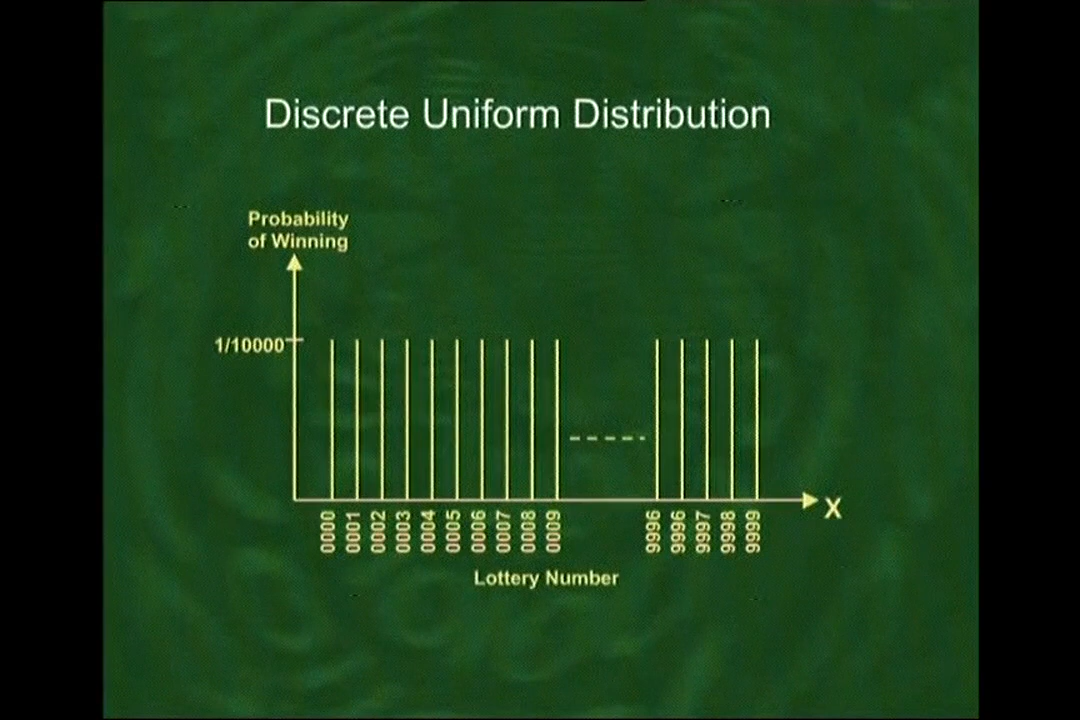 Discrete Uniform Distribution
Probability
of Winning
1/10000
X
0000 0001 0002 0003 0004 0005 0006 0007 0008 0009 9996 9996 9997 9998 9999
Lottery Number